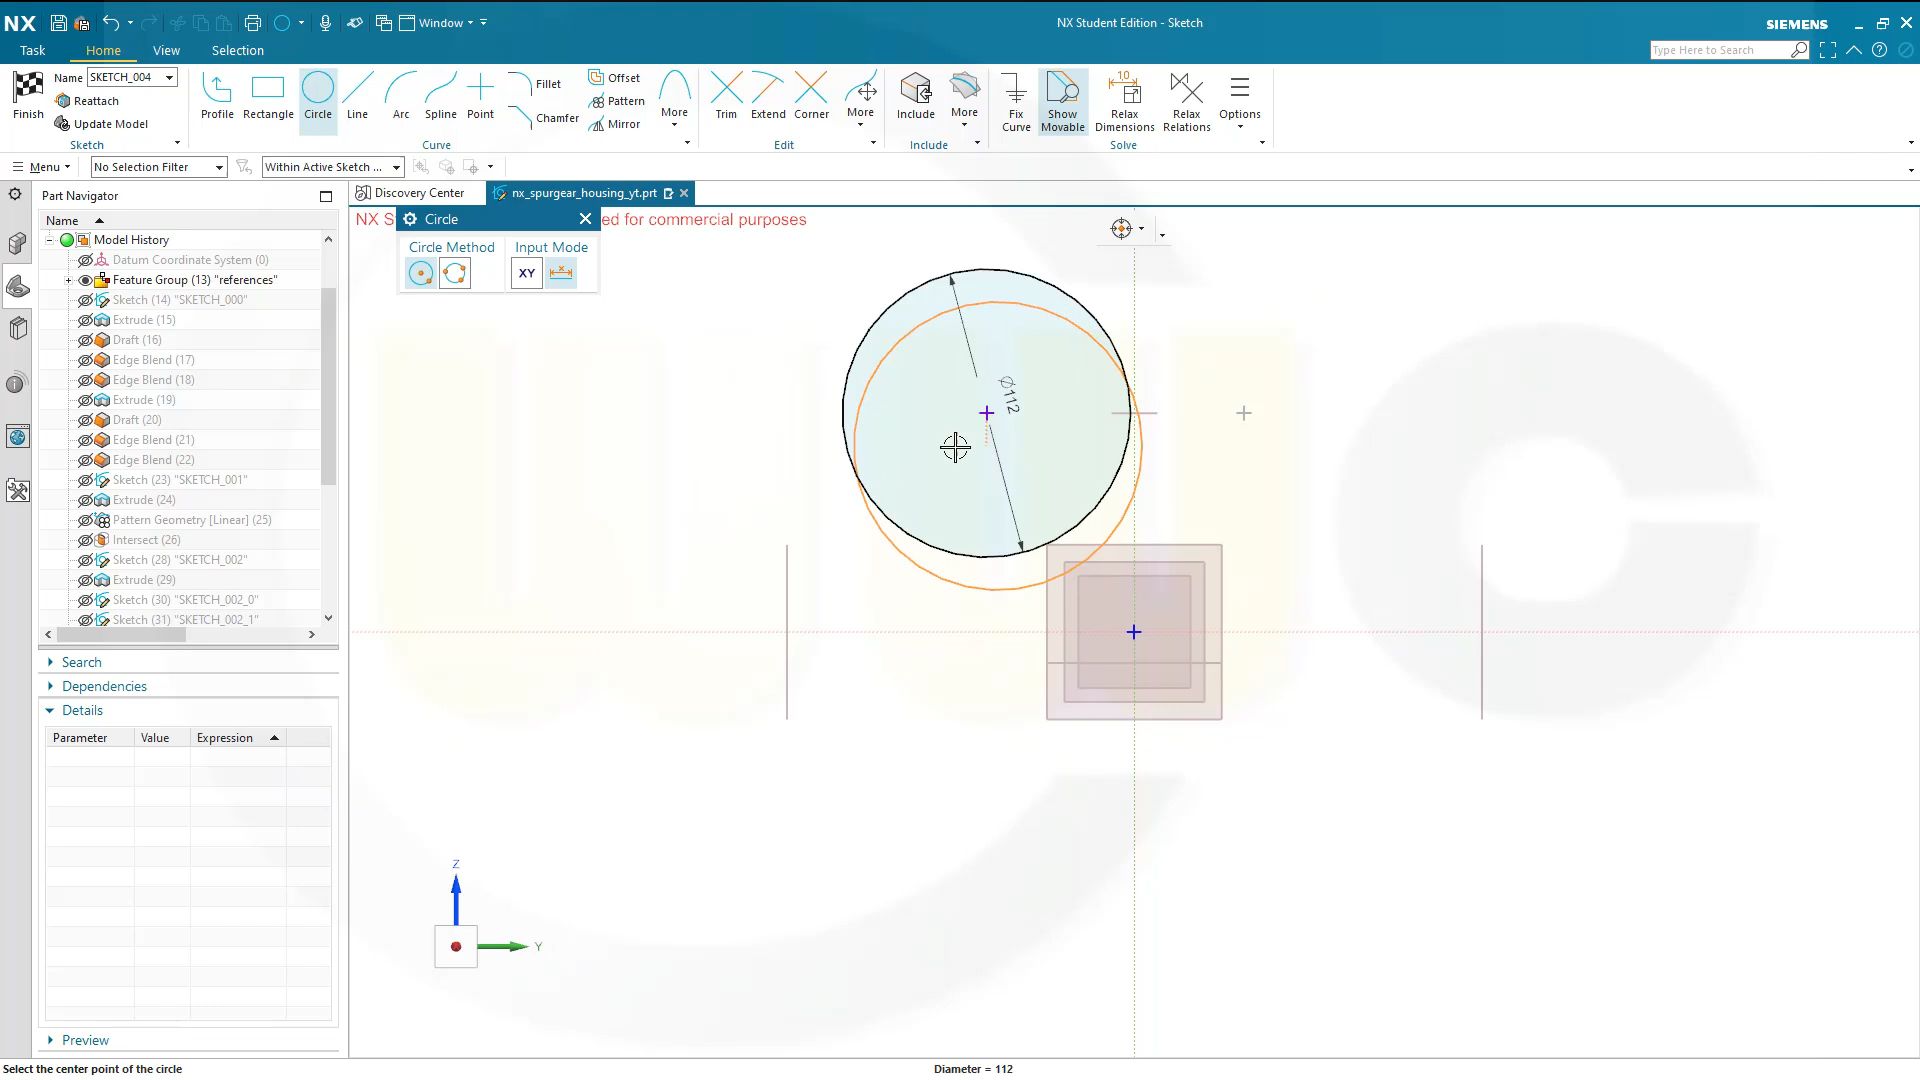 NX
Window
NX Student Edition - Sketch
SIEMENS
Task
Home
View
Selection
Type Here to Search
Finish
Name
SKETCH_004
Reattach
Update Model
Sketch
Profile
Rectangle
Circle
Line
Arc
Spline
Point
Fillet
Chamfer
Offset
Pattern
Mirror
More
Curve
Trim
Extend
Corner
More
Edit
Include
More
Include
Fix Curve
Show Movable
Relax Dimensions
Relax Relations
Options
Solve
Menu
No Selection Filter
Within Active Sketch ...
Part Navigator
Discovery Center
nx_spurgear_housing_yt.prt
Name
NX S
ed for commercial purposes
Circle
Circle Method
Input Mode
XY
Model History
Datum Coordinate System (0)
Feature Group (13) "references"
Sketch (14) "SKETCH_000"
Extrude (15)
Draft (16)
Edge Blend (17)
Edge Blend (18)
Extrude (19)
Draft (20)
Edge Blend (21)
Edge Blend (22)
Sketch (23) "SKETCH_001"
Extrude (24)
Pattern Geometry [Linear] (25)
Intersect (26)
Sketch (28) "SKETCH_002"
Extrude (29)
Sketch (30) "SKETCH_002_0"
Sketch (31) "SKETCH_002_1"
Ø112
Search
Dependencies
Details
Parameter
Value
Expression
Z
Y
Preview
Select the center point of the circle
Diameter = 112